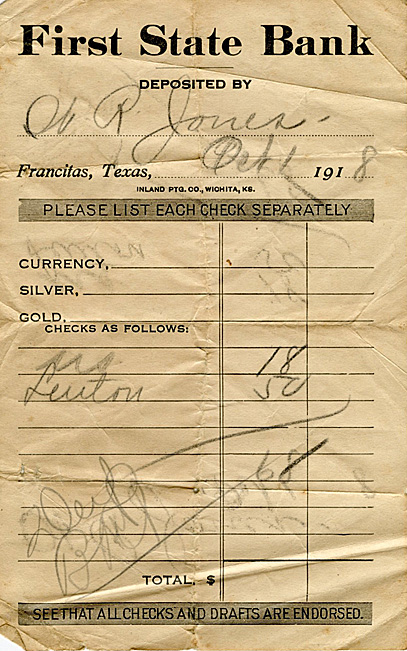 First State Bank
DEPOSITED BY
R. Jones
Francitas, Texas, Oct 1 1918
INLAND PTG. CO., WICHITA, KS.
PLEASE LIST EACH CHECK SEPARATELY
CURRENCY,
SILVER,
GOLD,
CHECKS AS FOLLOWS:
18
50
68
TOTAL, $
SEE THAT ALL CHECKS AND DRAFTS ARE ENDORSED.